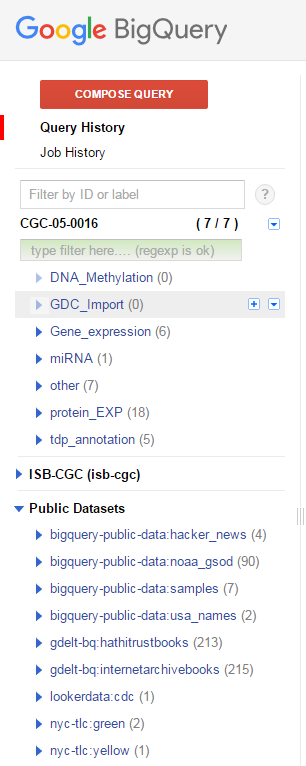 Google BigQuery
COMPOSE QUERY
Query History
Job History
Filter by ID or label
?
CGC-05-0016 ( 7 / 7 )
type filter here.... (regexp is ok)
DNA_Methylation (0)
GDC_Import (0)
Gene_expression (6)
miRNA (1)
other (7)
protein_EXP (18)
tdp_annotation (5)
ISB-CGC (isb-cgc)
Public Datasets
bigquery-public-data:hacker_news (4)
bigquery-public-data:noaa_gsod (90)
bigquery-public-data:samples (7)
bigquery-public-data:usa_names (2)
gdelt-bq:hathitrustbooks (213)
gdelt-bq:internetarchivebooks (215)
lookerdata:cdc (1)
nyc-tlc:green (2)
nyc-tlc:yellow (1)